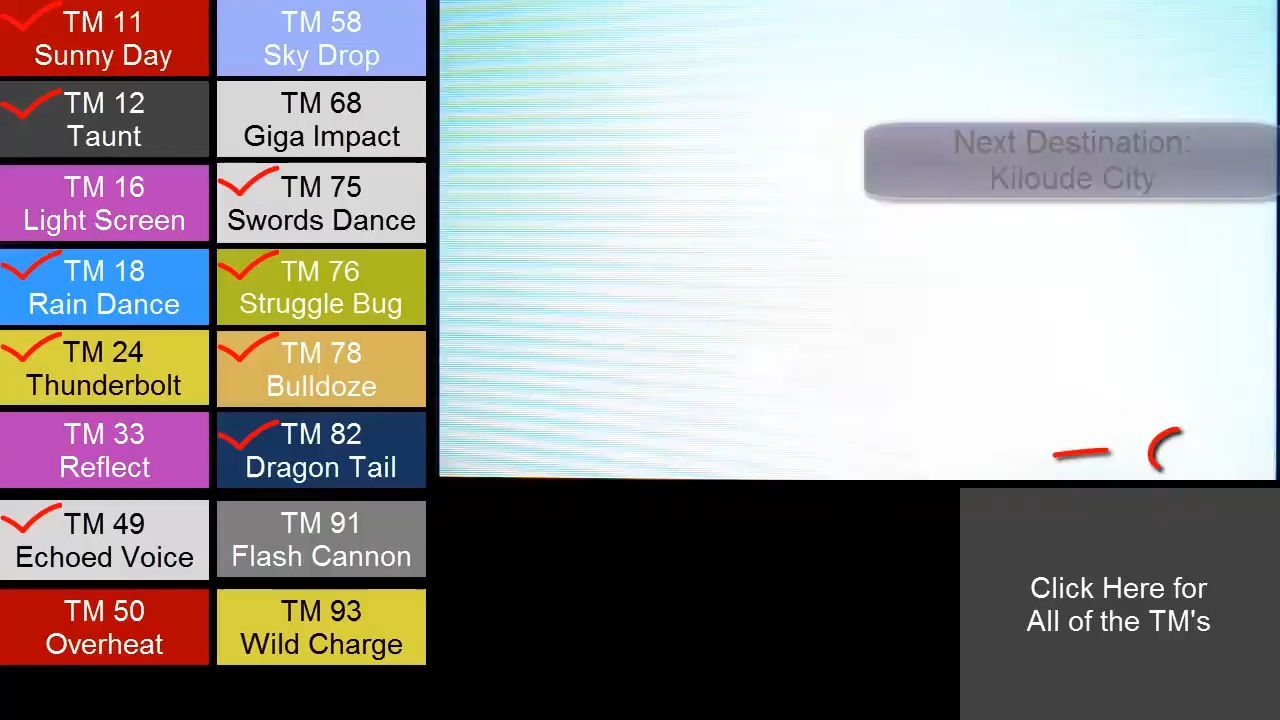 TM 11
Sunny Day
TM 12
Taunt
TM 16
Light Screen
TM 18
Rain Dance
TM 24
Thunderbolt
TM 33
Reflect
TM 49
Echoed Voice
TM 50
Overheat
TM 58
Sky Drop
TM 68
Giga Impact
TM 75
Swords Dance
TM 76
Struggle Bug
TM 78
Bulldoze
TM 82
Dragon Tail
TM 91
Flash Cannon
TM 93
Wild Charge
Next Destination:
Kiloude City
Click Here for
All of the TM's